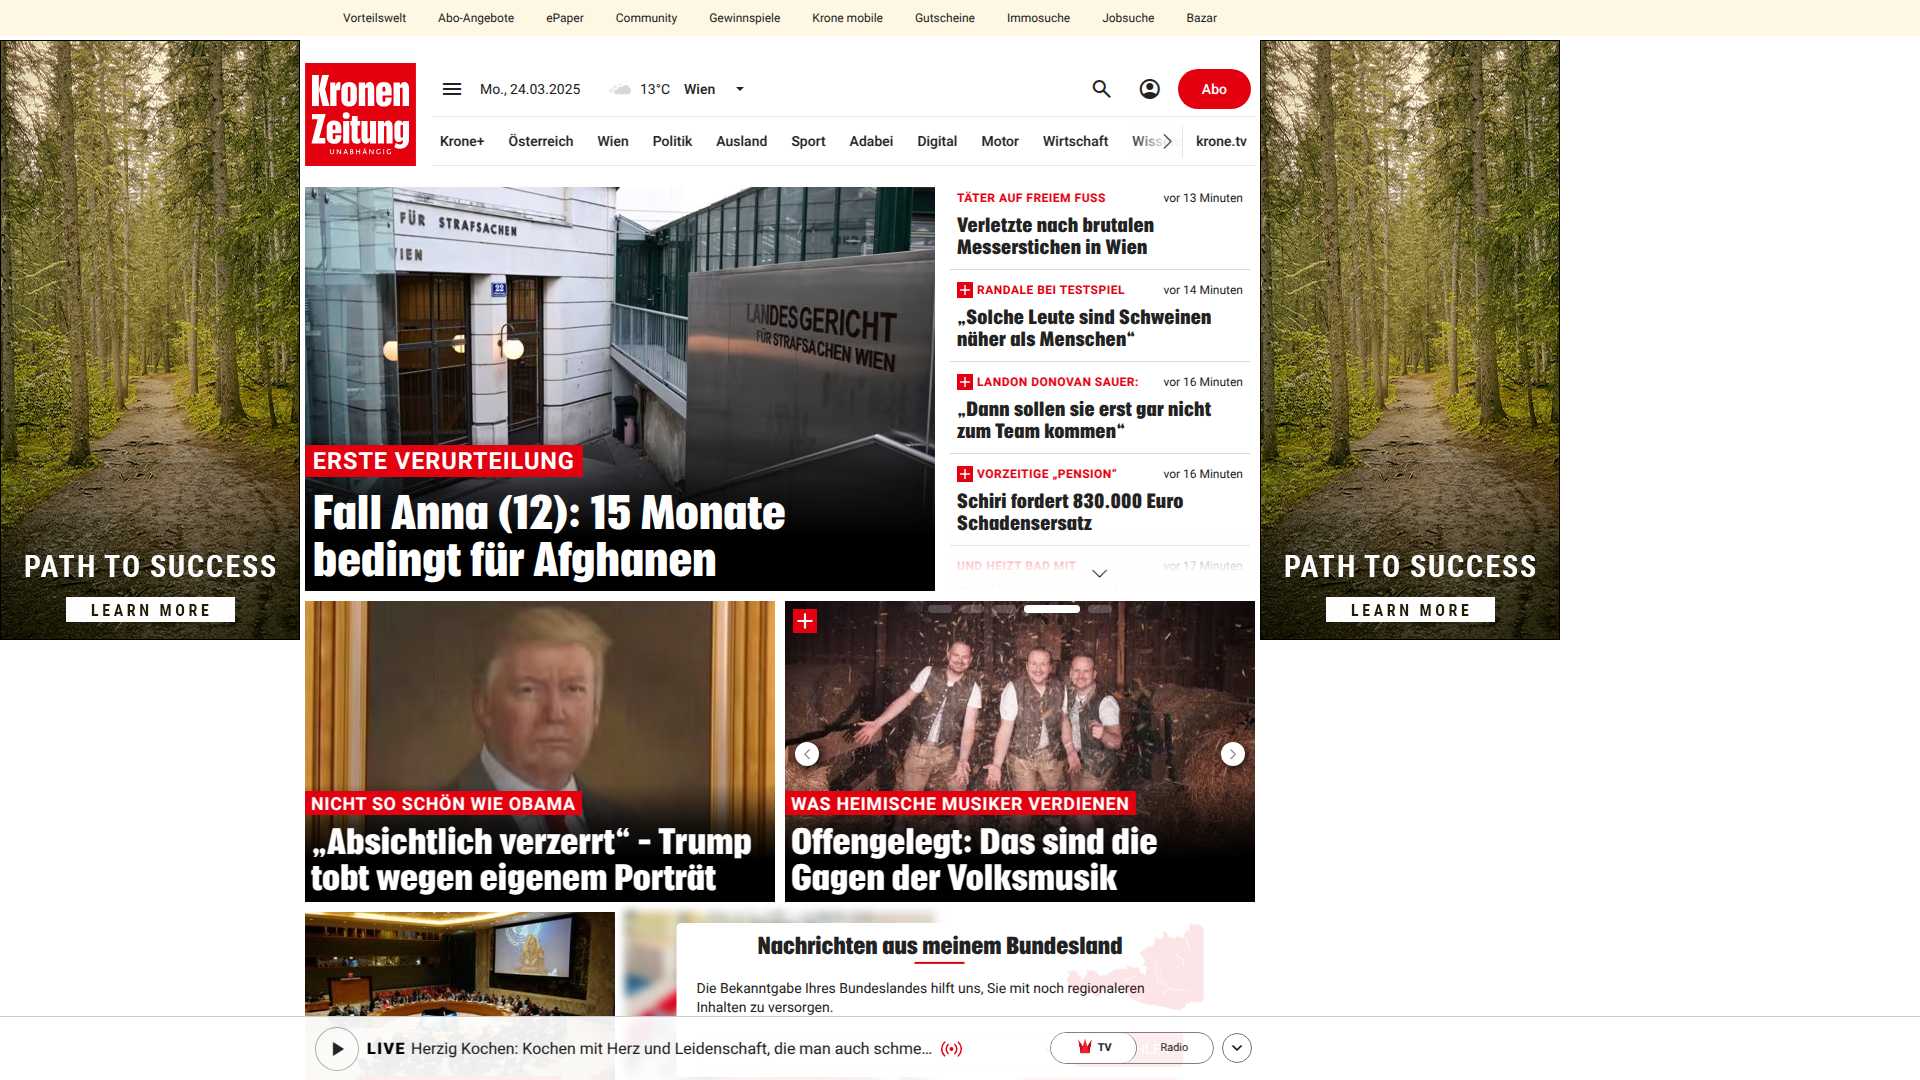 Vorteilswelt
Abo-Angebote
ePaper
Community
Gewinnspiele
Krone mobile
Gutscheine
Immosuche
Jobsuche
Bazar
Kronen
Zeitung
UNABHÄNGIG
Mo., 24.03.2025
13°C
Wien
Abo
Krone+
Österreich
Wien
Politik
Ausland
Sport
Adabei
Digital
Motor
Wirtschaft
Wiss
krone.tv
PATH TO SUCCESS
LEARN MORE
FÜR STRAFSACHEN
WIEN
22
LANDESGERICHT
FÜR STRAFSACHEN WIEN
ERSTE VERURTEILUNG
Fall Anna (12): 15 Monate
bedingt für Afghanen
TÄTER AUF FREIEM FUSS
vor 13 Minuten
Verletzte nach brutalen
Messerstichen in Wien
RANDALE BEI TESTSPIEL
vor 14 Minuten
„Solche Leute sind Schweinen
näher als Menschen“
LANDON DONOVAN SAUER:
vor 16 Minuten
„Dann sollen sie erst gar nicht
zum Team kommen“
VORZEITIGE „PENSION“
vor 16 Minuten
Schiri fordert 830.000 Euro
Schadensersatz
UND HEIZT BAD MIT
vor 17 Minuten
PATH TO SUCCESS
LEARN MORE
NICHT SO SCHÖN WIE OBAMA
„Absichtlich verzerrt“ – Trump
tobt wegen eigenem Porträt
WAS HEIMISCHE MUSIKER VERDIENEN
Offengelegt: Das sind die
Gagen der Volksmusik
Nachrichten aus meinem Bundesland
Die Bekanntgabe Ihres Bundeslandes hilft uns, Sie mit noch regionaleren
Inhalten zu versorgen.
LIVE Herzig Kochen: Kochen mit Herz und Leidenschaft, die man auch schme...
TV
Radio